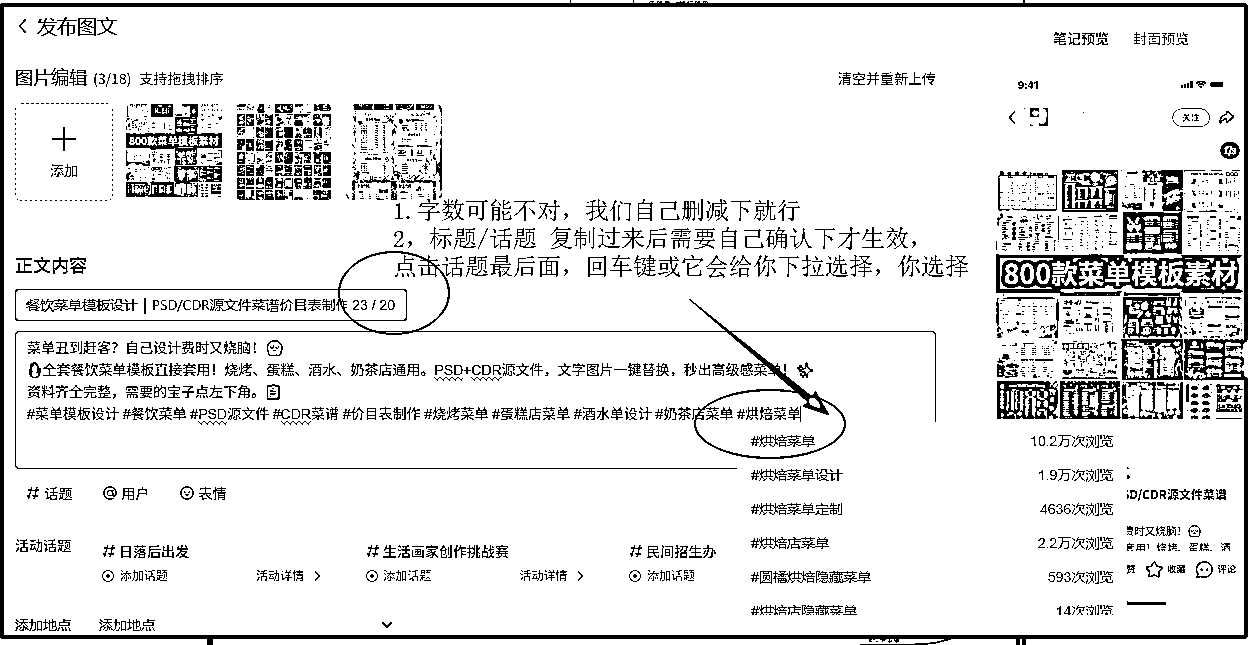 发布图文
笔记预览 封面预览
图片编辑 (3/18) 支持拖拽排序
清空并重新上传
9:41
添加
800款菜单模板素材
关注
1.字数可能不对，我们自己删减下就行
2，标题/话题 复制过来后需要自己确认下才生效，
点击话题最后面，回车键或它会给你下拉选择，你选择
正文内容
餐饮菜单模板设计 | PSD/CDR源文件菜谱价目表制作 23 / 20
800款菜单模板素材
菜单丑到赶客？自己设计费时又烧脑！
全套餐饮菜单模板直接套用！烧烤、蛋糕、酒水、奶茶店通用。PSD+CDR源文件，文字图片一键替换，秒出高级感菜单！
资料齐全完整，需要的宝子点左下角。
#菜单模板设计 #餐饮菜单 #PSD源文件 #CDR菜谱 #价目表制作 #烧烤菜单 #蛋糕店菜单 #酒水单设计 #奶茶店菜单 #烘焙菜单
#烘焙菜单 10.2万次浏览
#烘焙菜单设计 1.9万次浏览
#烘焙菜单定制 4636次浏览
#烘焙店菜单 2.2万次浏览
#圆橘烘焙隐藏菜单 593次浏览
#烘焙店隐藏菜单 14次浏览
# 话题 @ 用户 表情
活动话题
# 日落后出发
添加话题 活动详情
# 生活画家创作挑战赛
添加话题 活动详情
# 民间招生办
添加话题
SD/CDR源文件菜谱
费时又烧脑！
套用！烧烤、蛋糕、酒
赞 收藏 评论
添加地点 添加地点